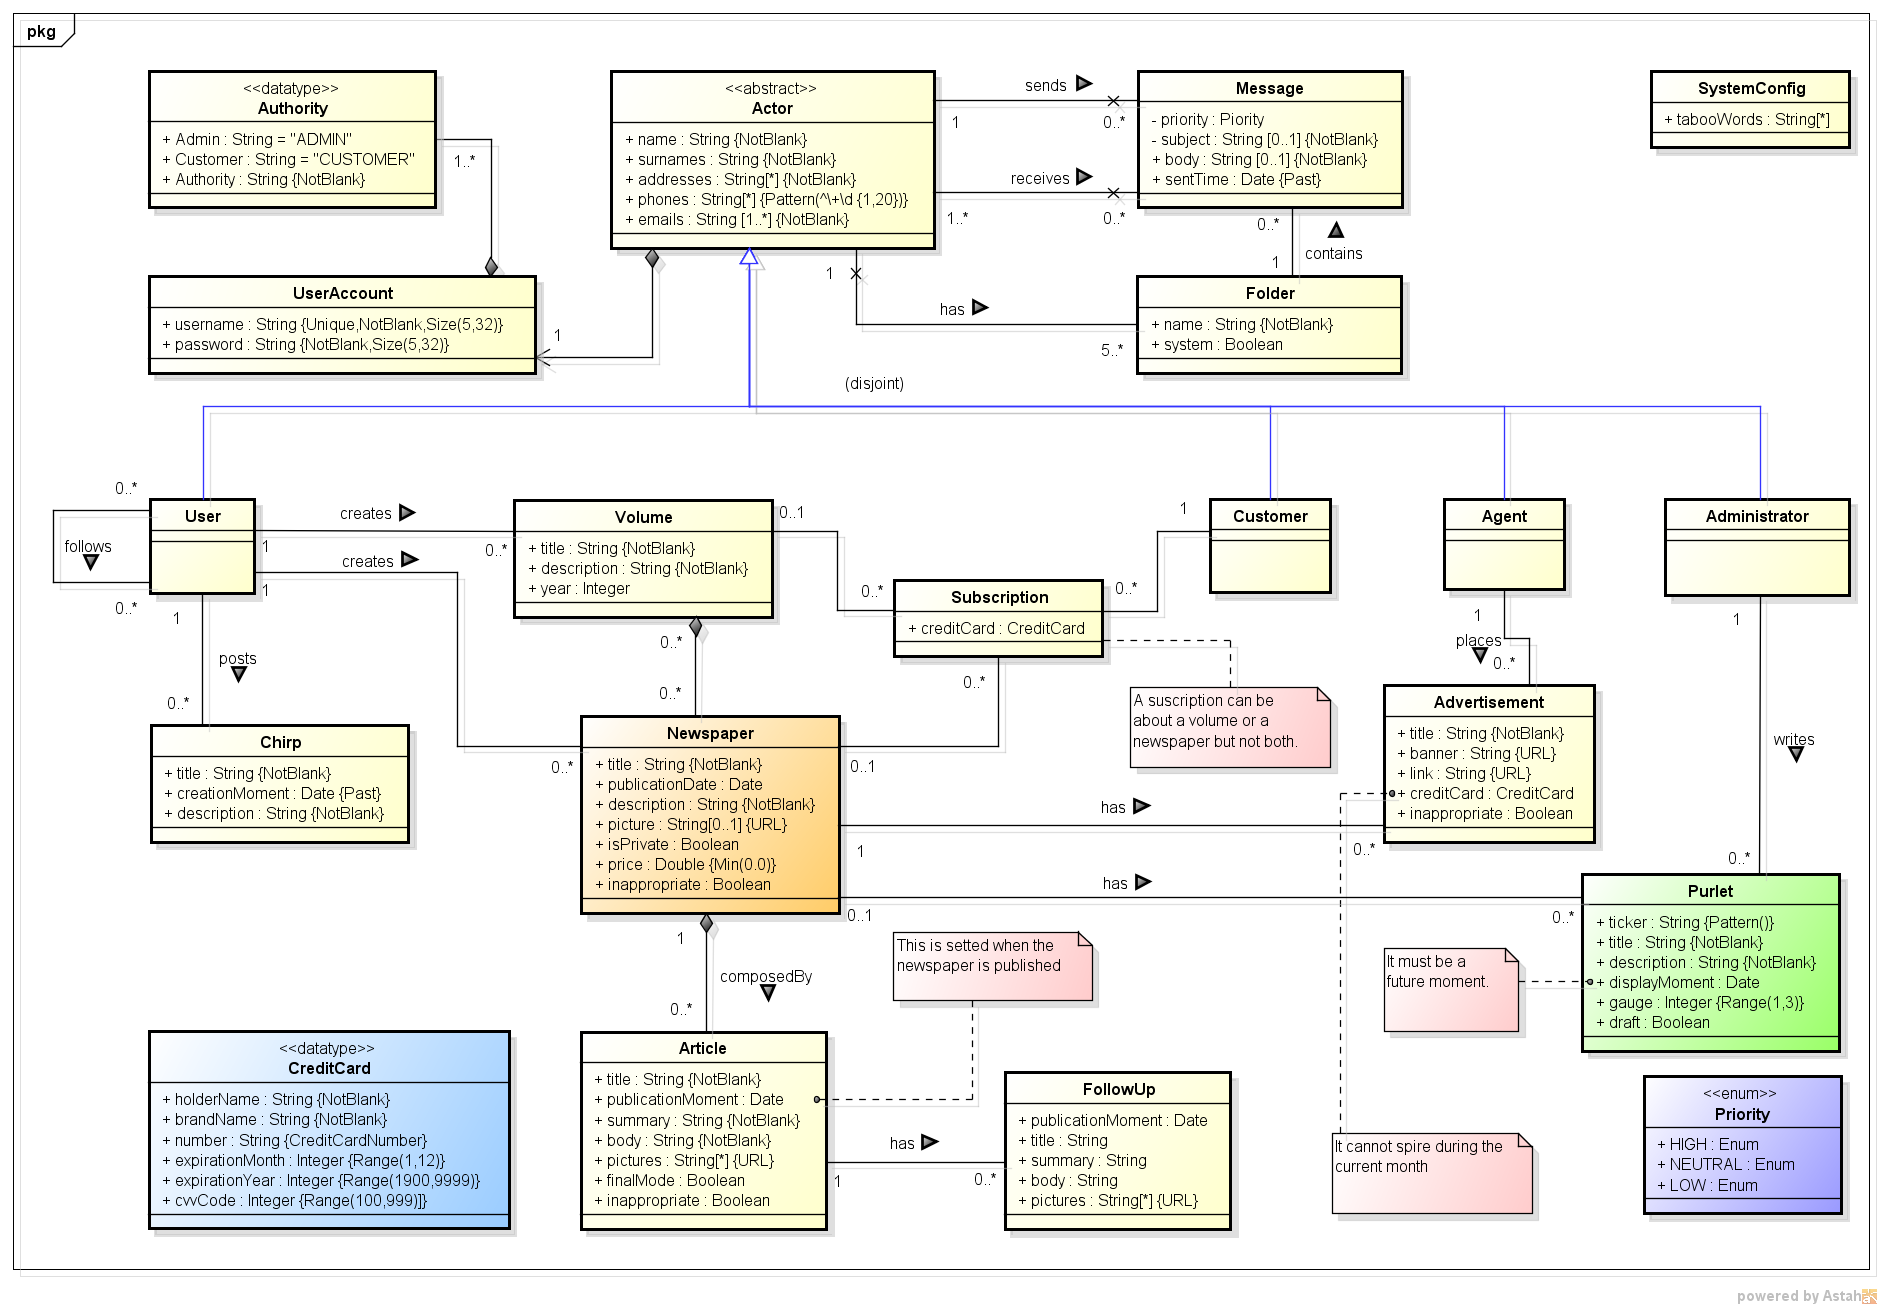 pkg
<<datatype>>
Authority
+ Admin : String = "ADMIN"
+ Customer : String = "CUSTOMER"
+ Authority : String {NotBlank}
1..*
<<abstract>>
Actor
+ name : String {NotBlank}
+ surnames : String {NotBlank}
+ addresses : String[*] {NotBlank}
+ phones : String[*] {Pattern(^\+\d {1,20})}
+ emails : String [1..*] {NotBlank}
sends
1
0..*
receives
1..*
0..*
Message
- priority : Piority
- subject : String [0..1] {NotBlank}
+ body : String [0..1] {NotBlank}
+ sentTime : Date {Past}
SystemConfig
+ tabooWords : String[*]
0..*
contains
1
UserAccount
+ username : String {Unique,NotBlank,Size(5,32)}
+ password : String {NotBlank,Size(5,32)}
1
1
has
5..*
Folder
+ name : String {NotBlank}
+ system : Boolean
(disjoint)
0..*
User
follows
0..*
creates
1
0..*
creates
1
0..*
1
posts
0..*
Volume
+ title : String {NotBlank}
+ description : String {NotBlank}
+ year : Integer
0..1
0..*
Subscription
+ creditCard : CreditCard
1
0..*
Customer
Agent
Administrator
1
places
0..*
1
writes
0..*
0..*
0..*
0..*
0..1
A suscription can be
about a volume or a
newspaper but not both.
Chirp
+ title : String {NotBlank}
+ creationMoment : Date {Past}
+ description : String {NotBlank}
Newspaper
+ title : String {NotBlank}
+ publicationDate : Date
+ description : String {NotBlank}
+ picture : String[0..1] {URL}
+ isPrivate : Boolean
+ price : Double {Min(0.0)}
+ inappropriate : Boolean
Advertisement
+ title : String {NotBlank}
+ banner : String {URL}
+ link : String {URL}
+ creditCard : CreditCard
+ inappropriate : Boolean
has
1
0..*
has
0..1
0..*
Purlet
+ ticker : String {Pattern()}
+ title : String {NotBlank}
+ description : String {NotBlank}
+ displayMoment : Date
+ gauge : Integer {Range(1,3)}
+ draft : Boolean
1
composedBy
0..*
This is setted when the
newspaper is published
It must be a
future moment.
<<datatype>>
CreditCard
+ holderName : String {NotBlank}
+ brandName : String {NotBlank}
+ number : String {CreditCardNumber}
+ expirationMonth : Integer {Range(1,12)}
+ expirationYear : Integer {Range(1900,9999)}
+ cvvCode : Integer {Range(100,999)]}
Article
+ title : String {NotBlank}
+ publicationMoment : Date
+ summary : String {NotBlank}
+ body : String {NotBlank}
+ pictures : String[*] {URL}
+ finalMode : Boolean
+ inappropriate : Boolean
has
1
0..*
FollowUp
+ publicationMoment : Date
+ title : String
+ summary : String
+ body : String
+ pictures : String[*] {URL}
It cannot spire during the
current month
<<enum>>
Priority
+ HIGH : Enum
+ NEUTRAL : Enum
+ LOW : Enum
powered by Astah